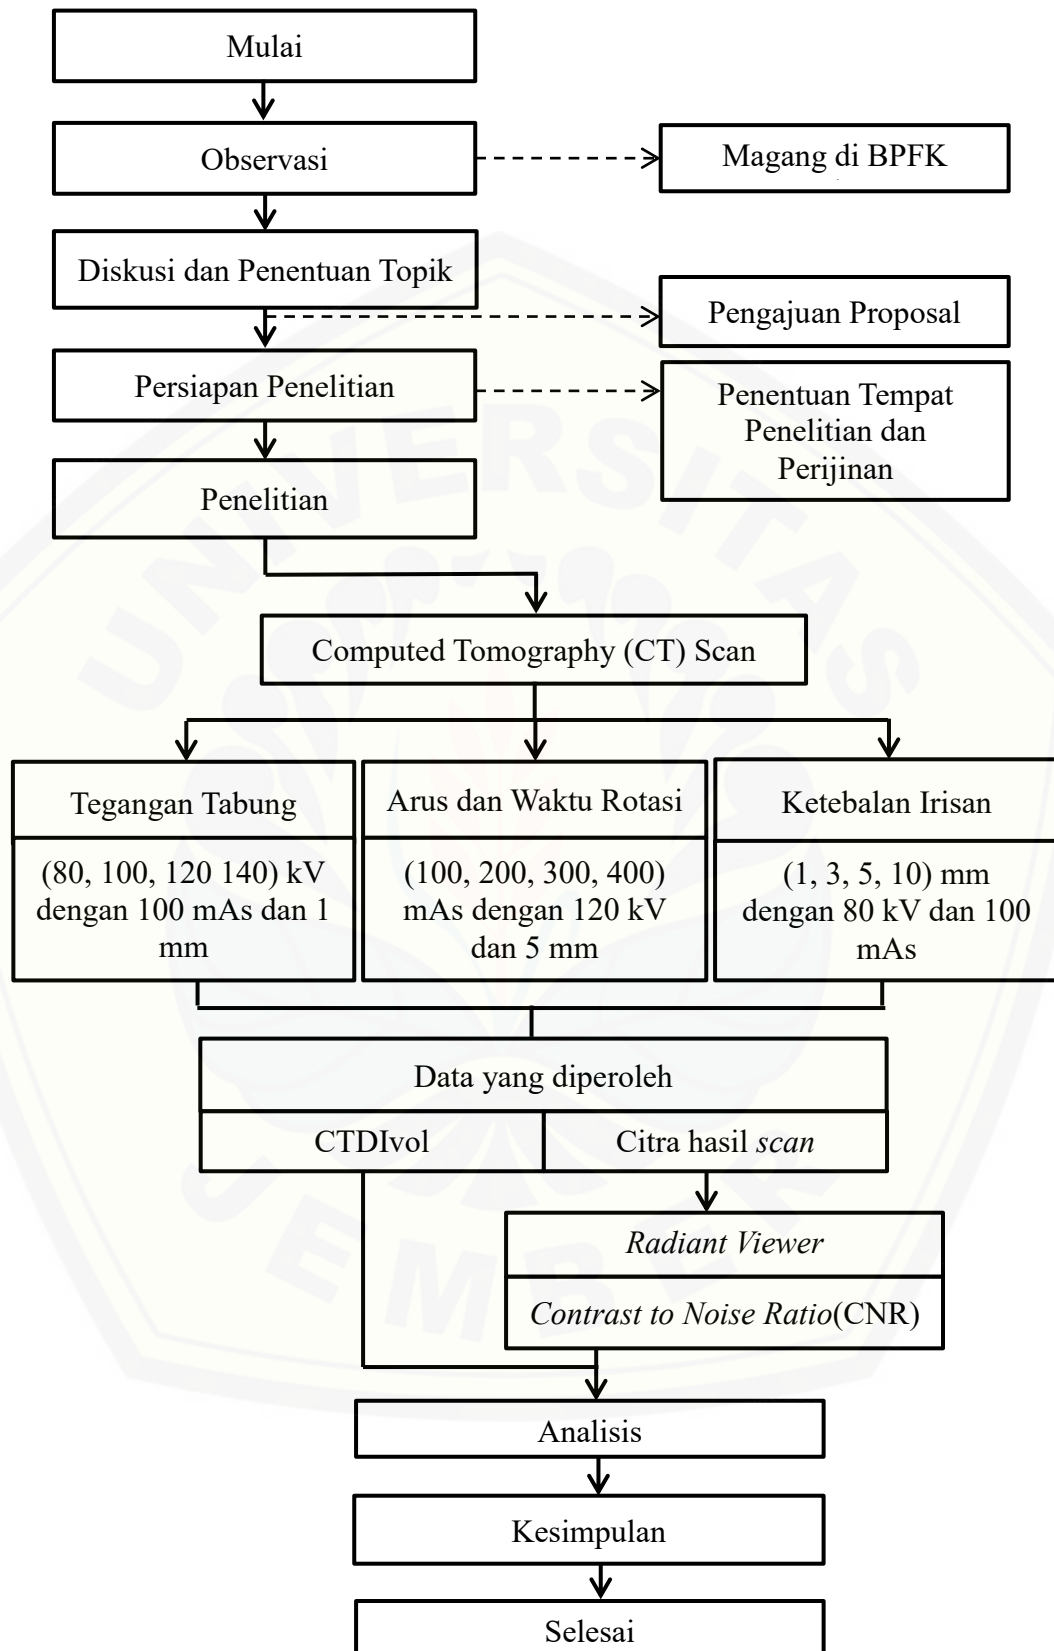 Mulai
Observasi
Magang di BPFK
Diskusi dan Penentuan Topik
Pengajuan Proposal
Persiapan Penelitian
Penentuan Tempat
Penelitian dan
Perijinan
Penelitian
Computed Tomography (CT) Scan
Tegangan Tabung
(80, 100, 120 140) kV
dengan 100 mAs dan 1
mm
Arus dan Waktu Rotasi
(100, 200, 300, 400)
mAs dengan 120 kV
dan 5 mm
Ketebalan Irisan
(1, 3, 5, 10) mm
dengan 80 kV dan 100
mAs
Data yang diperoleh
CTDIvol
Citra hasil scan
Radiant Viewer
Contrast to Noise Ratio(CNR)
Analisis
Kesimpulan
Selesai
UNIVERSITAS
JEMBER